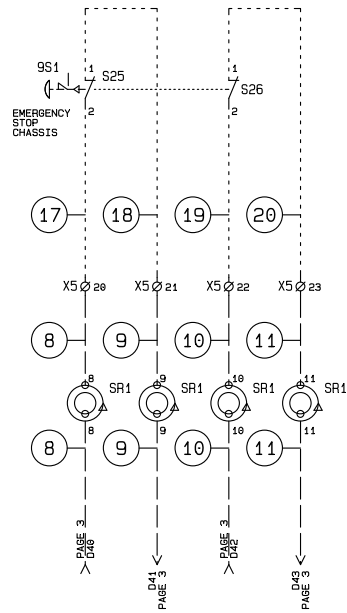 1
9S1
S25
1
S26
2
2
EMERGENCY
STOP
CHASSIS
17
18
19
20
X5 20
X5 21
X5 22
X5 23
8
9
10
11
8
SR1
9
SR1
10
SR1
11
SR1
8
9
10
11
8
9
10
11
PAGE 3
D40
D41
PAGE 3
PAGE 3
D42
D43
PAGE 3